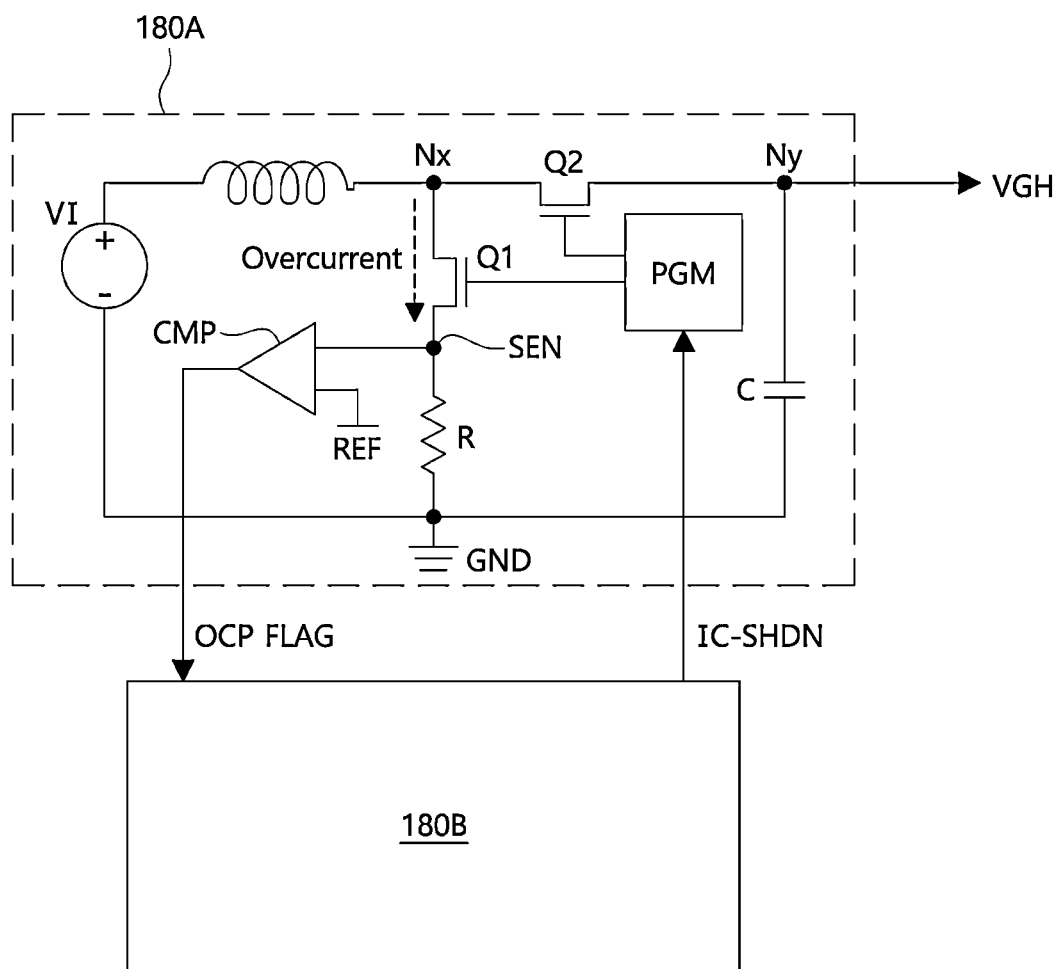 180A
Nx
Q2
Ny
VGH
VI
+
-
Overcurrent
Q1
PGM
CMP
SEN
C
REF
R
GND
OCP FLAG
IC-SHDN
180B